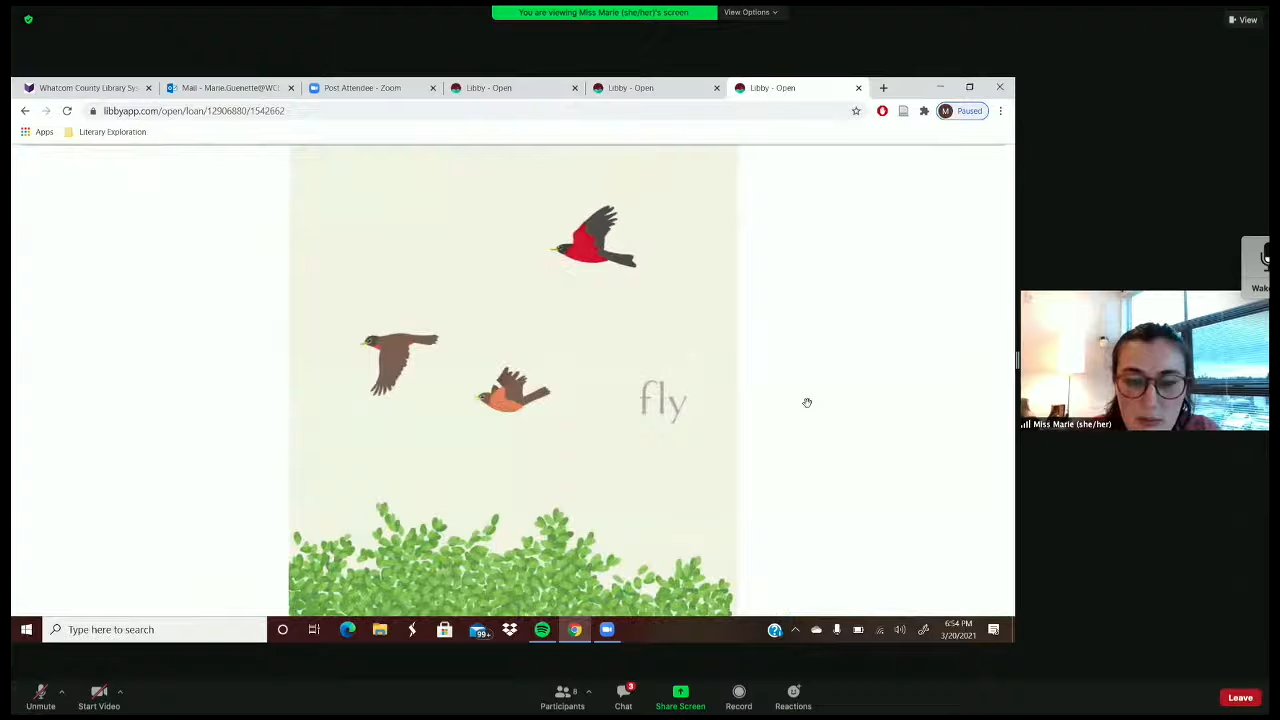 You are viewing Miss Marie (she/her)'s screen
View Options
View
Whatcom County Library Sys
Mail - Marie.Guenette@WC
Post Attendee - Zoom
Libby - Open
Libby - Open
Libby - Open
libbyapp.com/open/loan/12906880/1542662
M
Paused
Apps
Literary Exploration
fly
Miss Marie (she/her)
Type here to search
99+
6:54 PM
3/20/2021
Unmute
Start Video
Participants
8
Chat
3
Share Screen
Record
Reactions
Leave